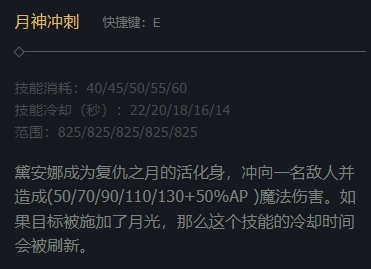 月神冲刺 快捷键：E
技能消耗：40/45/50/55/60
技能冷却（秒）：22/20/18/16/14
范围：825/825/825/825/825
黛安娜成为复仇之月的活化身，冲向一名敌人并
造成(50/70/90/110/130+50%AP )魔法伤害。如
果目标被施加了月光，那么这个技能的冷却时间
会被刷新。